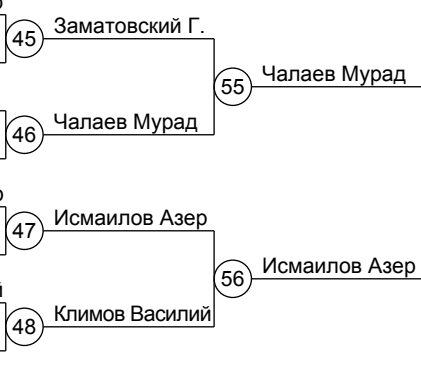 45
Заматовский Г.
55
Чалаев Мурад
46
Чалаев Мурад
47
Исмаилов Азер
56
Исмаилов Азер
48
Климов Василий